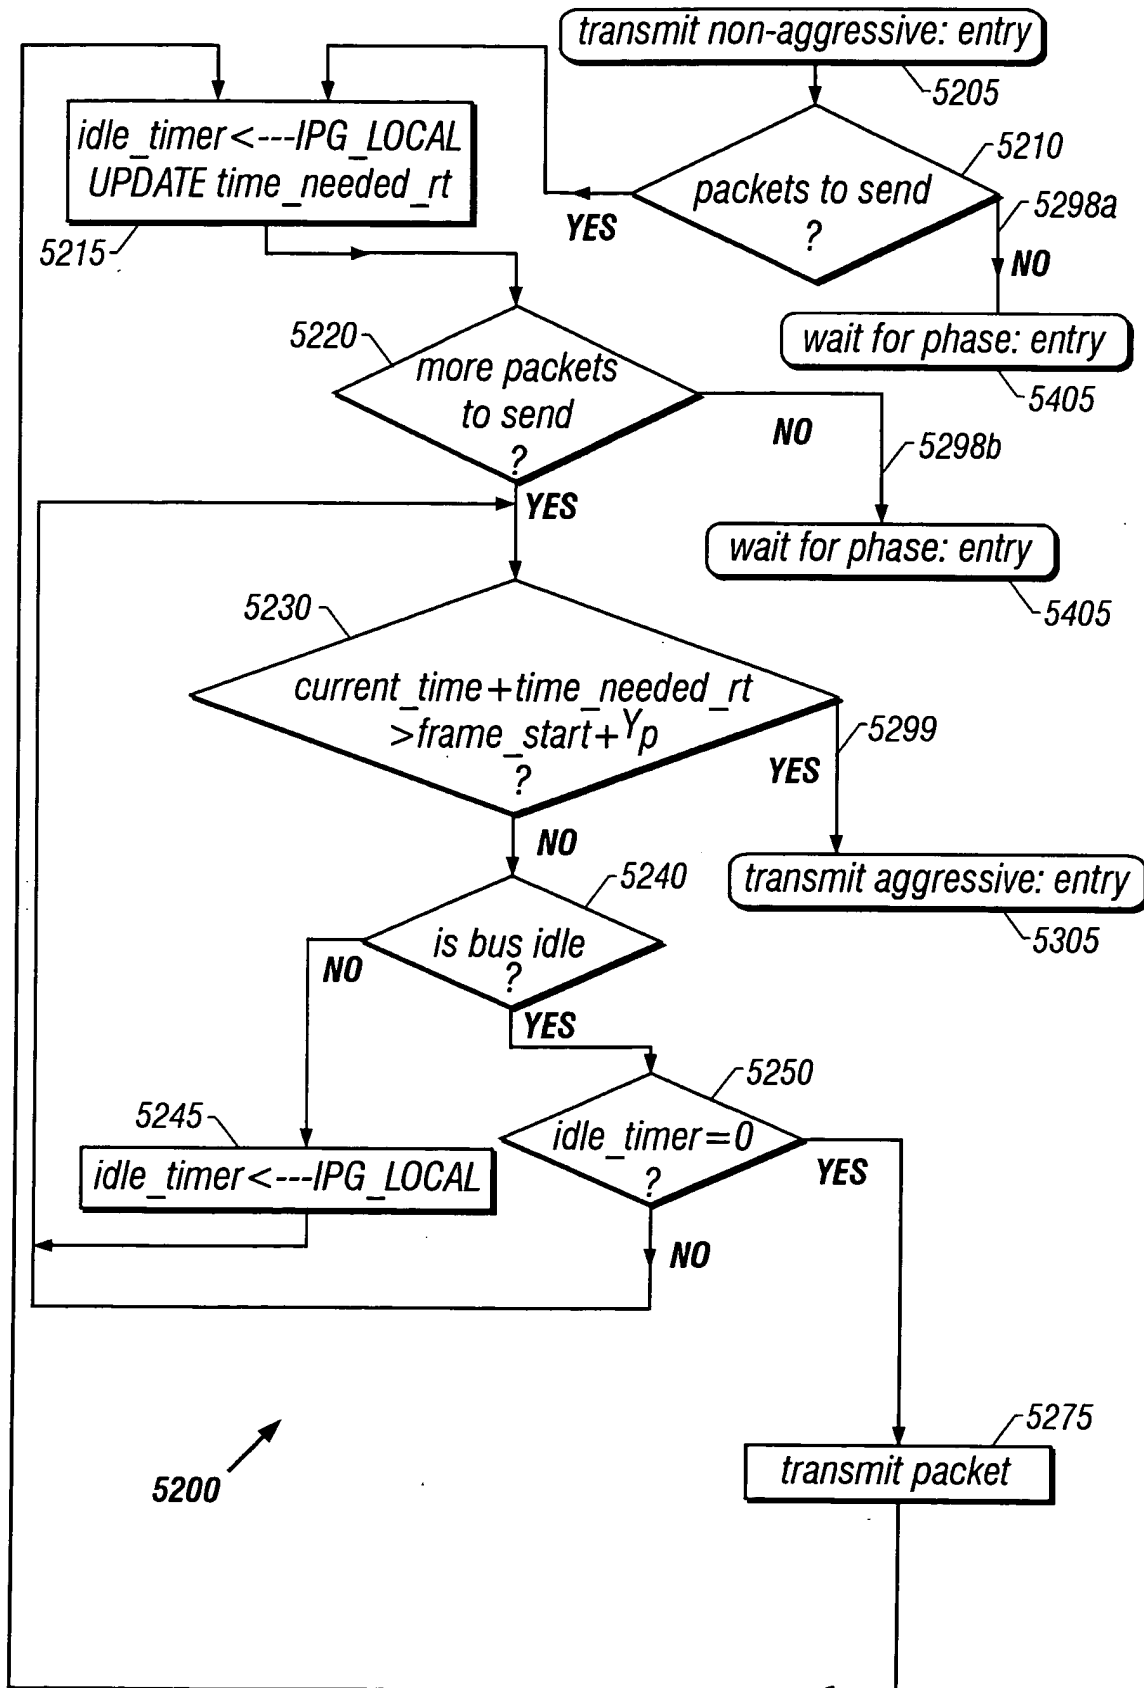 transmit non-aggressive: entry
5205
idle_timer<---IPG_LOCAL
UPDATE time_needed_rt
5215
packets to send
?
5210
YES
5298a
NO
wait for phase: entry
5405
5220
more packets
to send
?
NO
5298b
YES
wait for phase: entry
5405
5230
current_time+time_needed_rt
>frame_start+Yp
?
5299
YES
NO
transmit aggressive: entry
5305
5240
is bus idle
?
NO
YES
5250
idle_timer=0
?
YES
5245
idle_timer<---IPG_LOCAL
NO
5275
transmit packet
5200